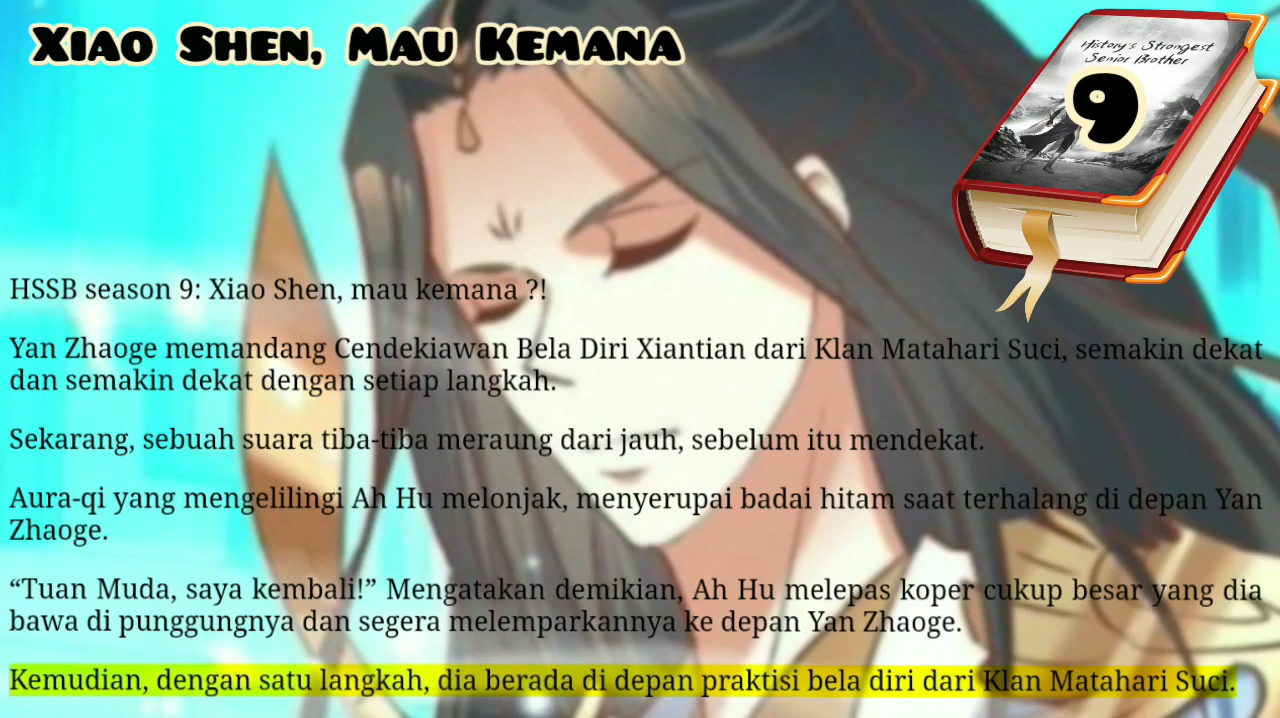 Xiao Shen, Mau Kemana
History's Strongest
Senior Brother
9
HSSB season 9: Xiao Shen, mau kemana ?!
Yan Zhaoge memandang Cendekiawan Bela Diri Xiantian dari Klan Matahari Suci, semakin dekat
dan semakin dekat dengan setiap langkah.
Sekarang, sebuah suara tiba-tiba meraung dari jauh, sebelum itu mendekat.
Aura-qi yang mengelilingi Ah Hu melonjak, menyerupai badai hitam saat terhalang di depan Yan
Zhaoge.
“Tuan Muda, saya kembali!” Mengatakan demikian, Ah Hu melepas koper cukup besar yang dia
bawa di punggungnya dan segera melemparkannya ke depan Yan Zhaoge.
Kemudian, dengan satu langkah, dia berada di depan praktisi bela diri dari Klan Matahari Suci.